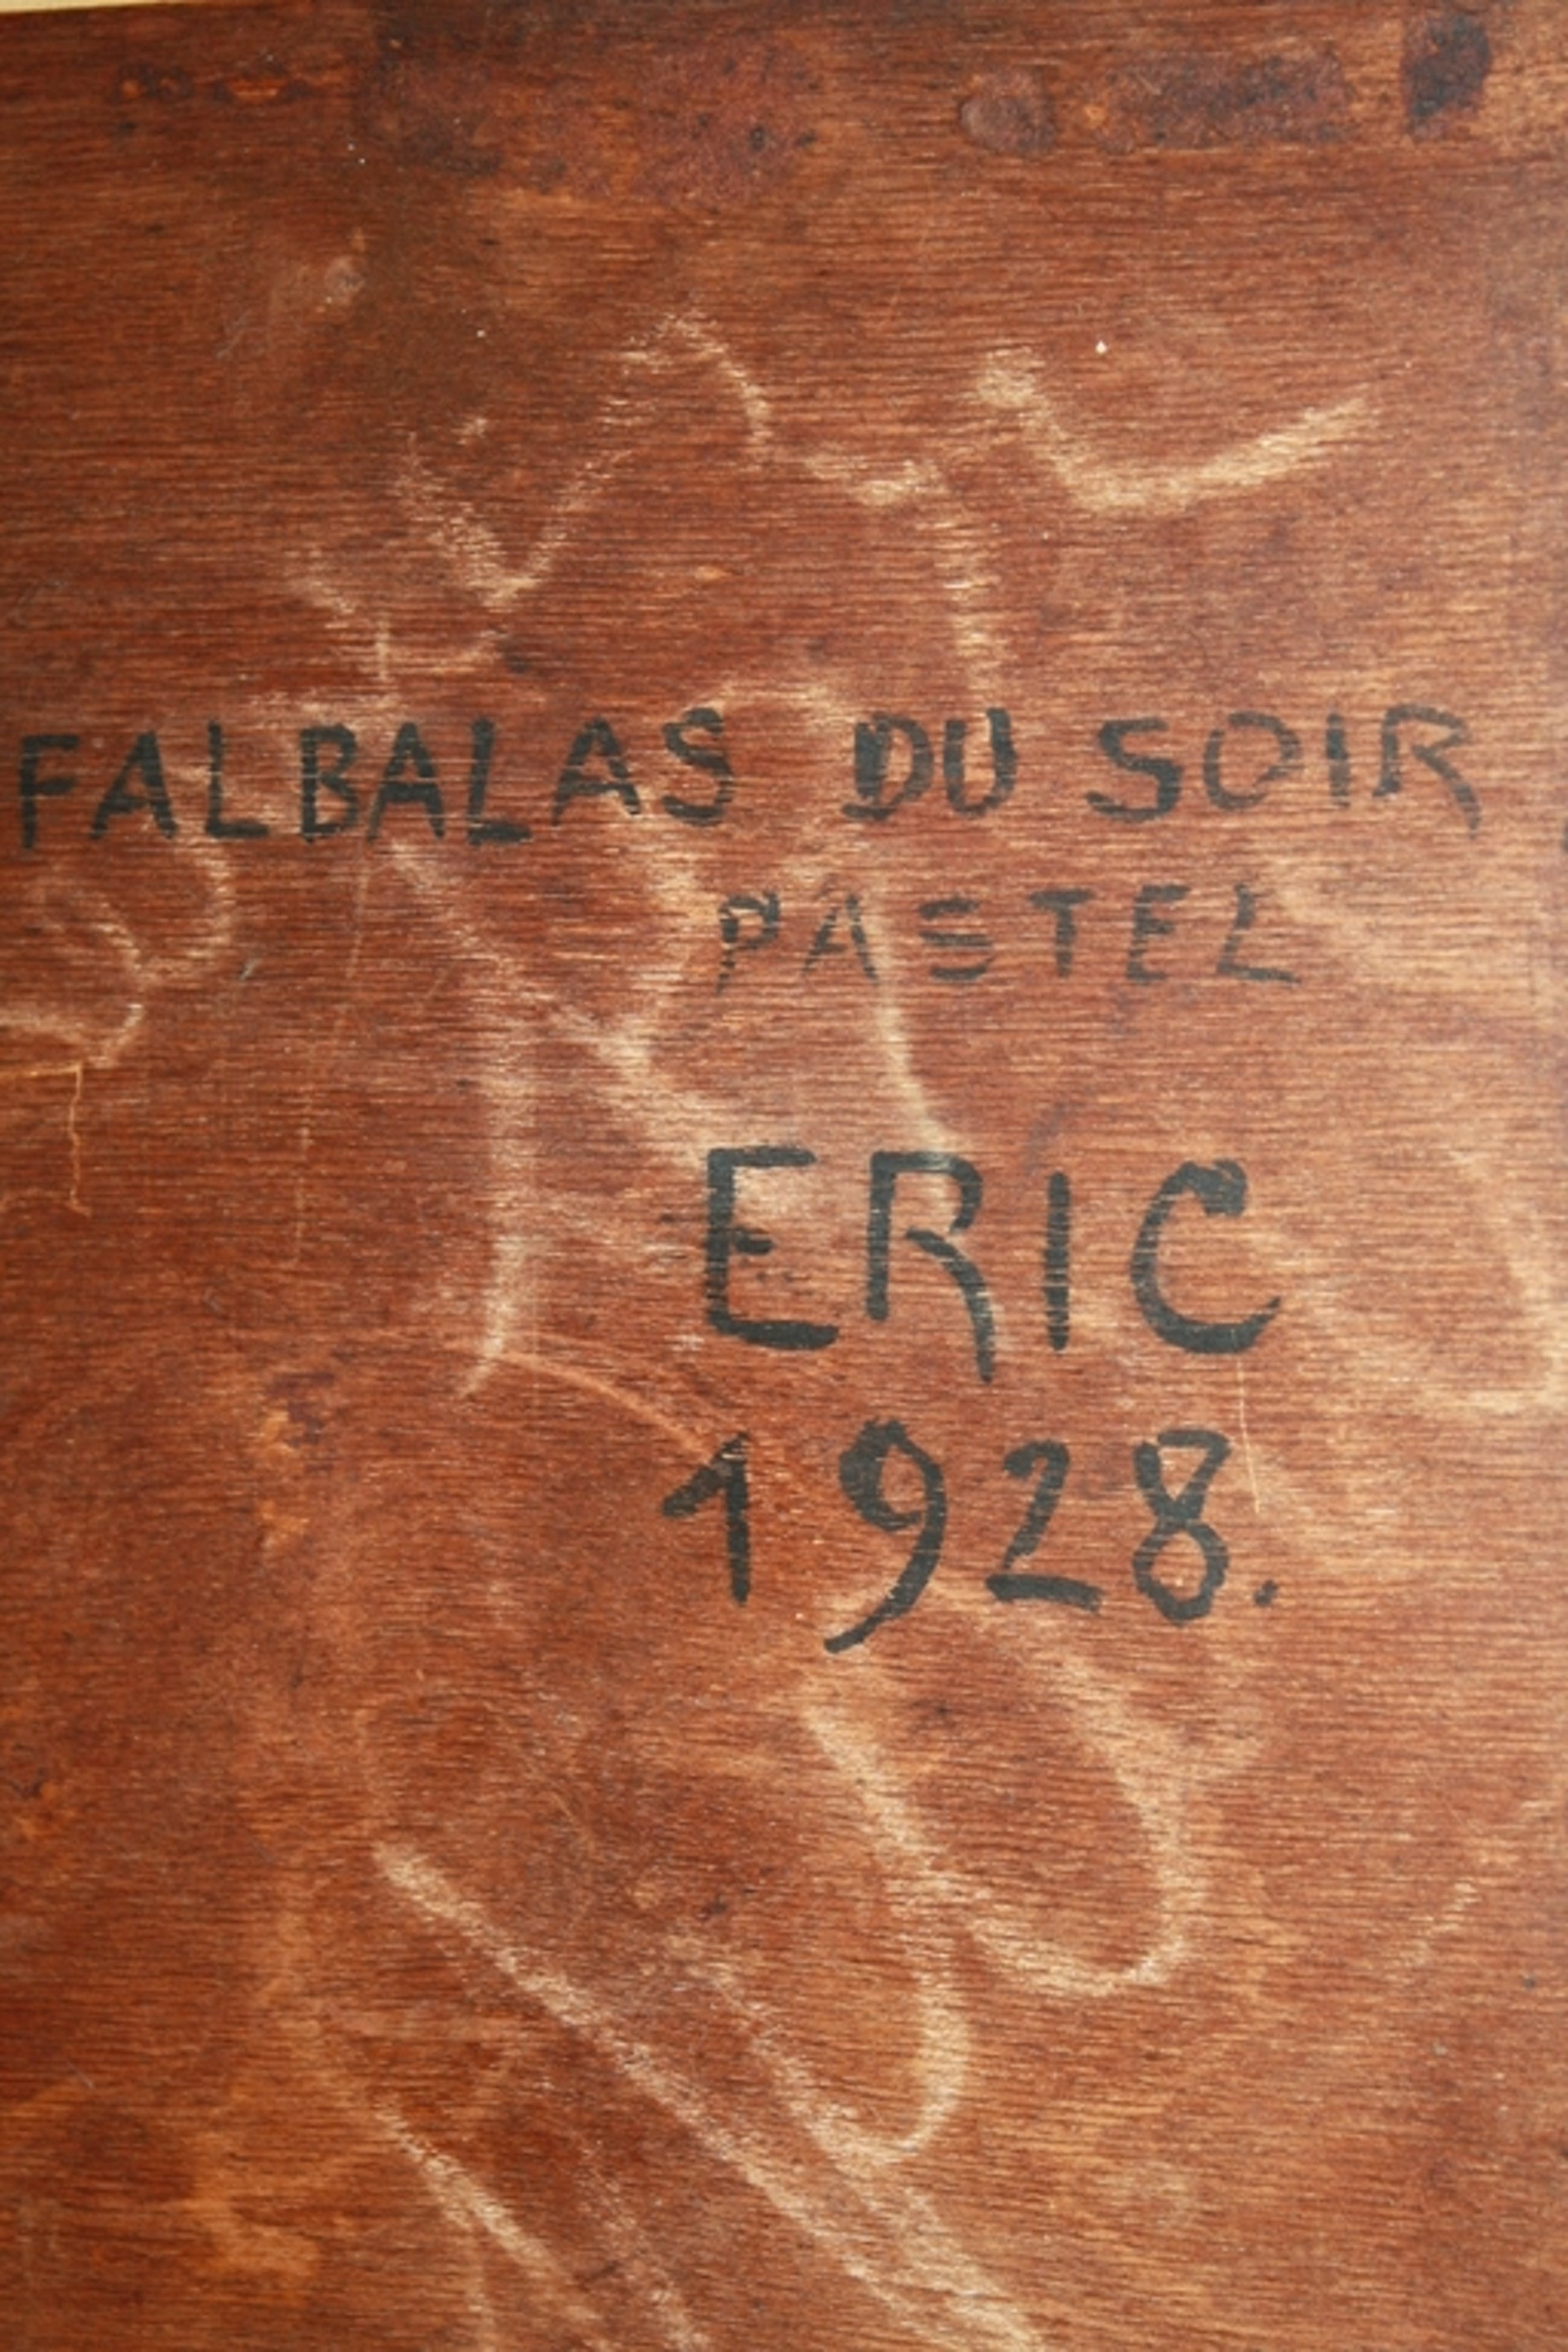 FALBALAS DU SOIR
PASTEL
ERIC
1928.